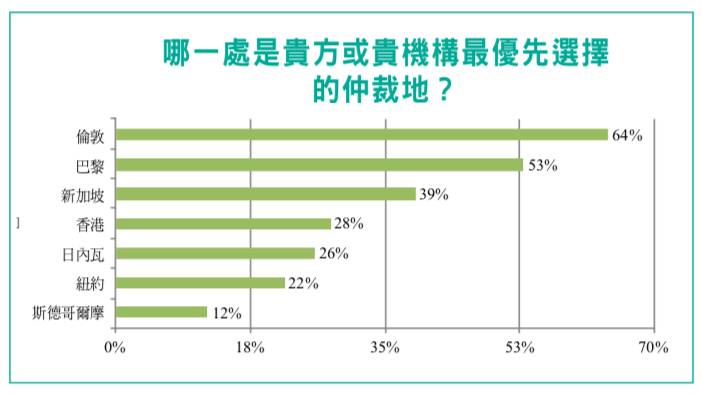 哪一處是貴方或貴機構最優先選擇
的仲裁地？
倫敦 64%
巴黎 53%
新加坡 39%
]
香港 28%
日內瓦 26%
紐約 22%
斯德哥爾摩 12%
0% 18% 35% 53% 70%